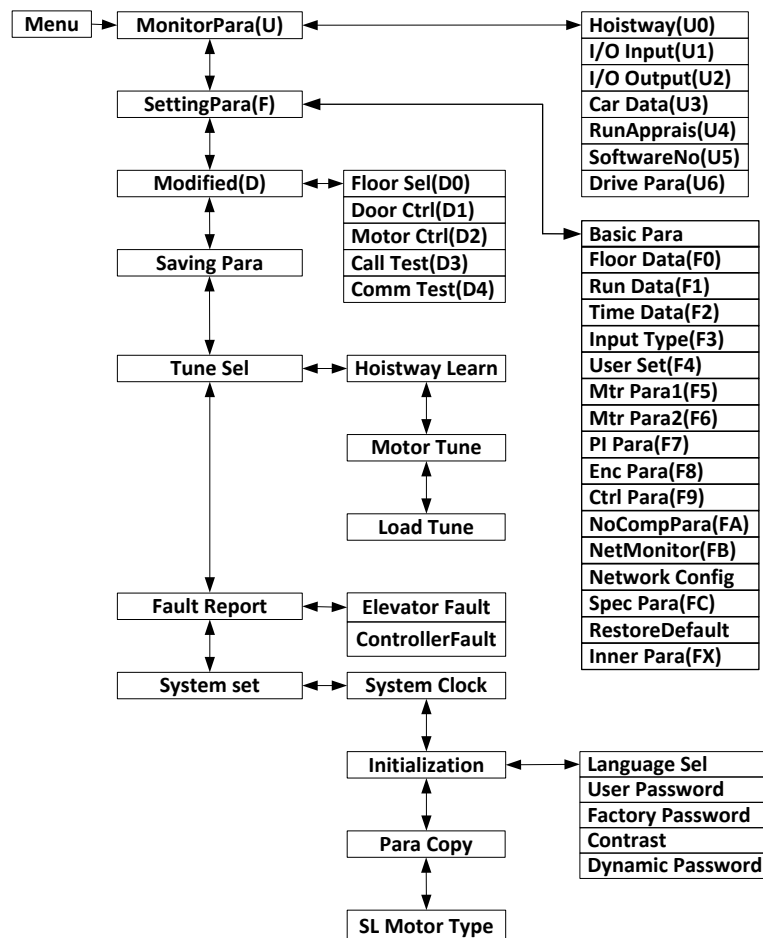 Menu
MonitorPara(U)
Hoistway(U0)
I/O Input(U1)
I/O Output(U2)
Car Data(U3)
RunApprais(U4)
SoftwareNo(U5)
Drive Para(U6)
SettingPara(F)
Modified(D)
Floor Sel(D0)
Door Ctrl(D1)
Motor Ctrl(D2)
Call Test(D3)
Comm Test(D4)
Basic Para
Floor Data(F0)
Run Data(F1)
Time Data(F2)
Input Type(F3)
User Set(F4)
Mtr Para1(F5)
Mtr Para2(F6)
PI Para(F7)
Enc Para(F8)
Ctrl Para(F9)
NoCompPara(FA)
NetMonitor(FB)
Network Config
Spec Para(FC)
RestoreDefault
Inner Para(FX)
Saving Para
Tune Sel
Hoistway Learn
Motor Tune
Load Tune
Fault Report
Elevator Fault
ControllerFault
System set
System Clock
Initialization
Language Sel
User Password
Factory Password
Contrast
Dynamic Password
Para Copy
SL Motor Type